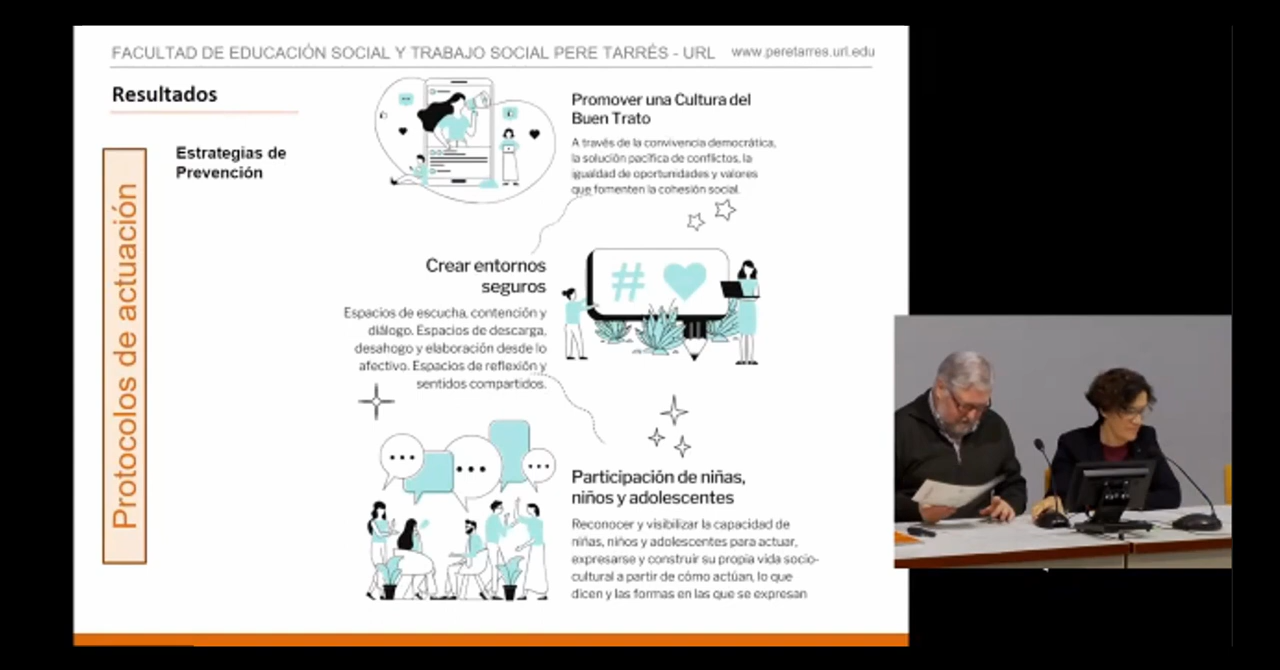 FACULTAD DE EDUCACIÓN SOCIAL Y TRABAJO SOCIAL PERE TARRÉS - URL www.peretarres.url.edu
Resultados
Protocolos de actuación
Estrategias de
Prevención
Promover una Cultura del
Buen Trato
A través de la convivencia democrática,
la solución pacífica de conflictos, la
igualdad de oportunidades y valores
que fomenten la cohesión social.
Crear entornos
seguros
Espacios de escucha, contención y
diálogo. Espacios de descarga,
desahogo y elaboración desde lo
afectivo. Espacios de reflexión y
sentidos compartidos.
#
Participación de niñas,
niños y adolescentes
Reconocer y visibilizar la capacidad de
niñas, niños y adolescentes para actuar,
expresarse y construir su propia vida socio-
cultural a partir de cómo actúan, lo que
dicen y las formas en las que se expresan